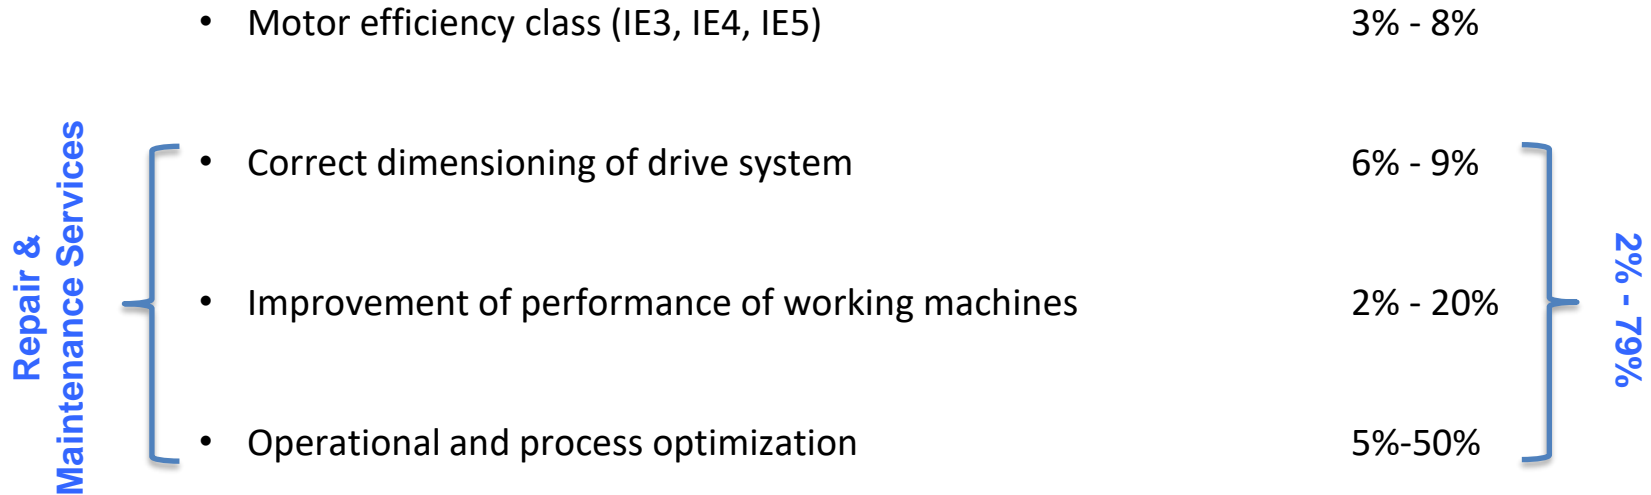 • Motor efficiency class (IE3, IE4, IE5) 3% - 8%
Repair &
Maintenance Services
• Correct dimensioning of drive system 6% - 9%
• Improvement of performance of working machines 2% - 20%
• Operational and process optimization 5%-50%
2% - 79%